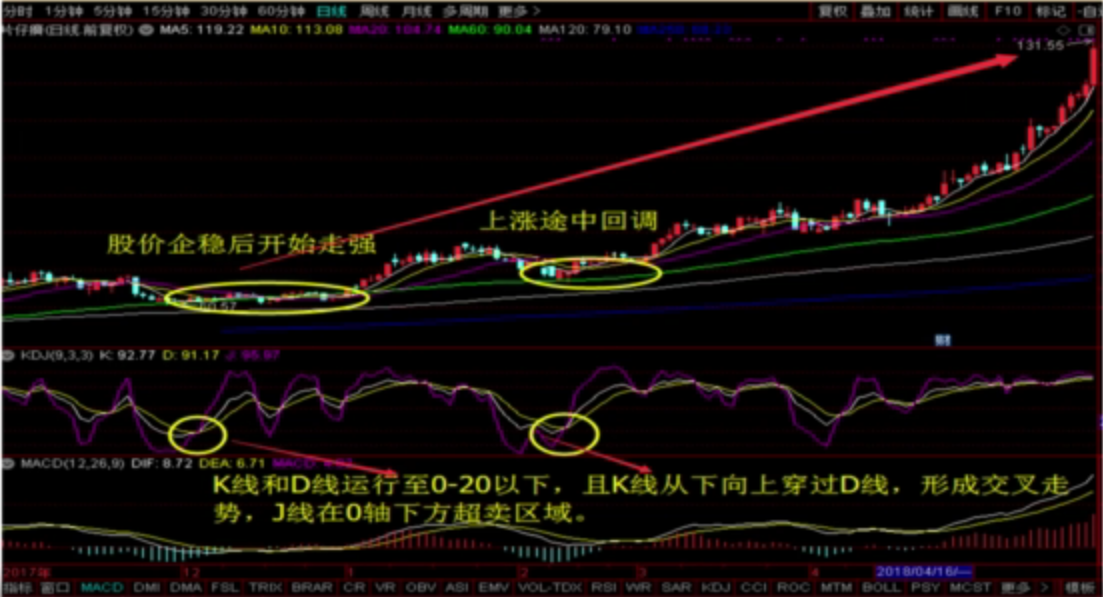 分时 1分钟 5分钟 15分钟 30分钟 60分钟 日线 周线 月线 多周期 更多 > 复权 叠加 统计 画线 F10 标记 -自
片仔癀(日线.前复权) MA5: 119.22 MA10: 113.08 MA20: 104.74 MA60: 90.04 MA120: 79.10
131.55
上涨途中回调
股价企稳后开始走强
60.57
财
KDJ(9,3,3) K: 92.77 D: 91.17 J: 95.97
MACD(12,26,9) DIF: 8.72 DEA: 6.71
K线和D线运行至0-20以下，且K线从下向上穿过D线，形成交叉走
势，J线在0轴下方超卖区域。
2017年 12 1 2 3 4 2018/04/16/一
指标 窗口 MACD DMI DMA FSL TRIX BRAR CR VR OBV ASI EMV VOL-TDX RSI WR SAR KDJ CCI ROC MTM BOLL PSY MCST 更多 > 模板